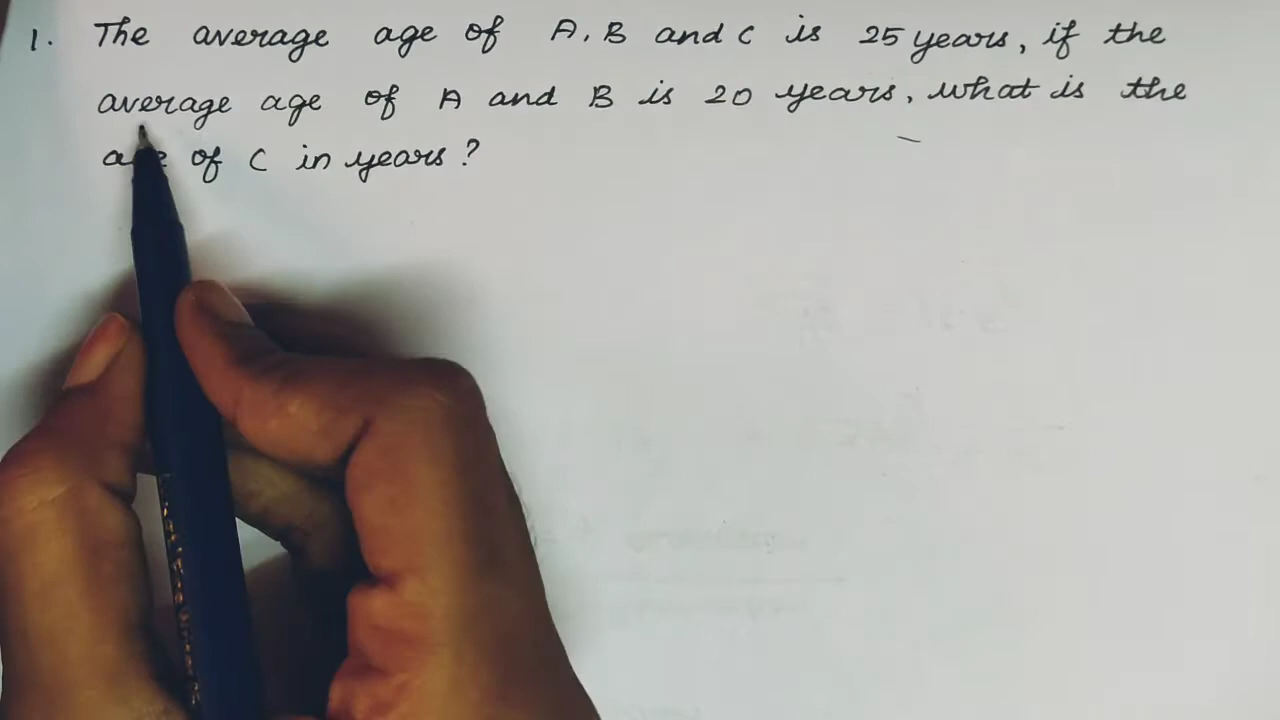 1. The average age of A, B and C is 25 years, if the
average age of A and B is 20 years, what is the
age of C in years?